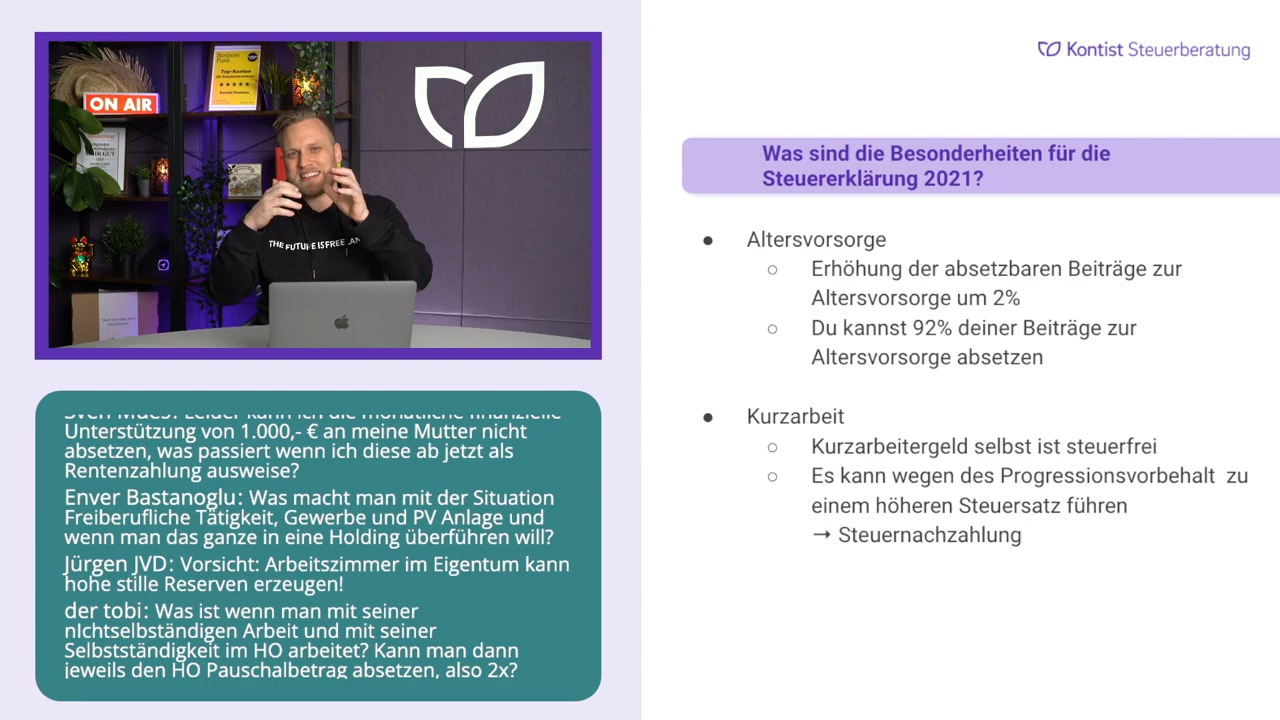 ON AIR
Top-Konten
THE FUTURE IS FREELAN
Unterstützung von 1.000,- € an meine Mutter nicht
absetzen, was passiert wenn ich diese ab jetzt als
Rentenzahlung ausweise?
Enver Bastanoglu: Was macht man mit der Situation
Freiberufliche Tätigkeit, Gewerbe und PV Anlage und
wenn man das ganze in eine Holding überführen will?
Jürgen JVD: Vorsicht: Arbeitszimmer im Eigentum kann
hohe stille Reserven erzeugen!
der tobi: Was ist wenn man mit seiner
nIchtselbständigen Arbeit und mit seiner
Selbstständigkeit im HO arbeitet? Kann man dann
jeweils den HO Pauschalbetrag absetzen, also 2x?
Kontist Steuerberatung
Was sind die Besonderheiten für die
Steuererklärung 2021?
● Altersvorsorge
○ Erhöhung der absetzbaren Beiträge zur
Altersvorsorge um 2%
○ Du kannst 92% deiner Beiträge zur
Altersvorsorge absetzen
● Kurzarbeit
○ Kurzarbeitergeld selbst ist steuerfrei
○ Es kann wegen des Progressionsvorbehalt zu
einem höheren Steuersatz führen
→ Steuernachzahlung